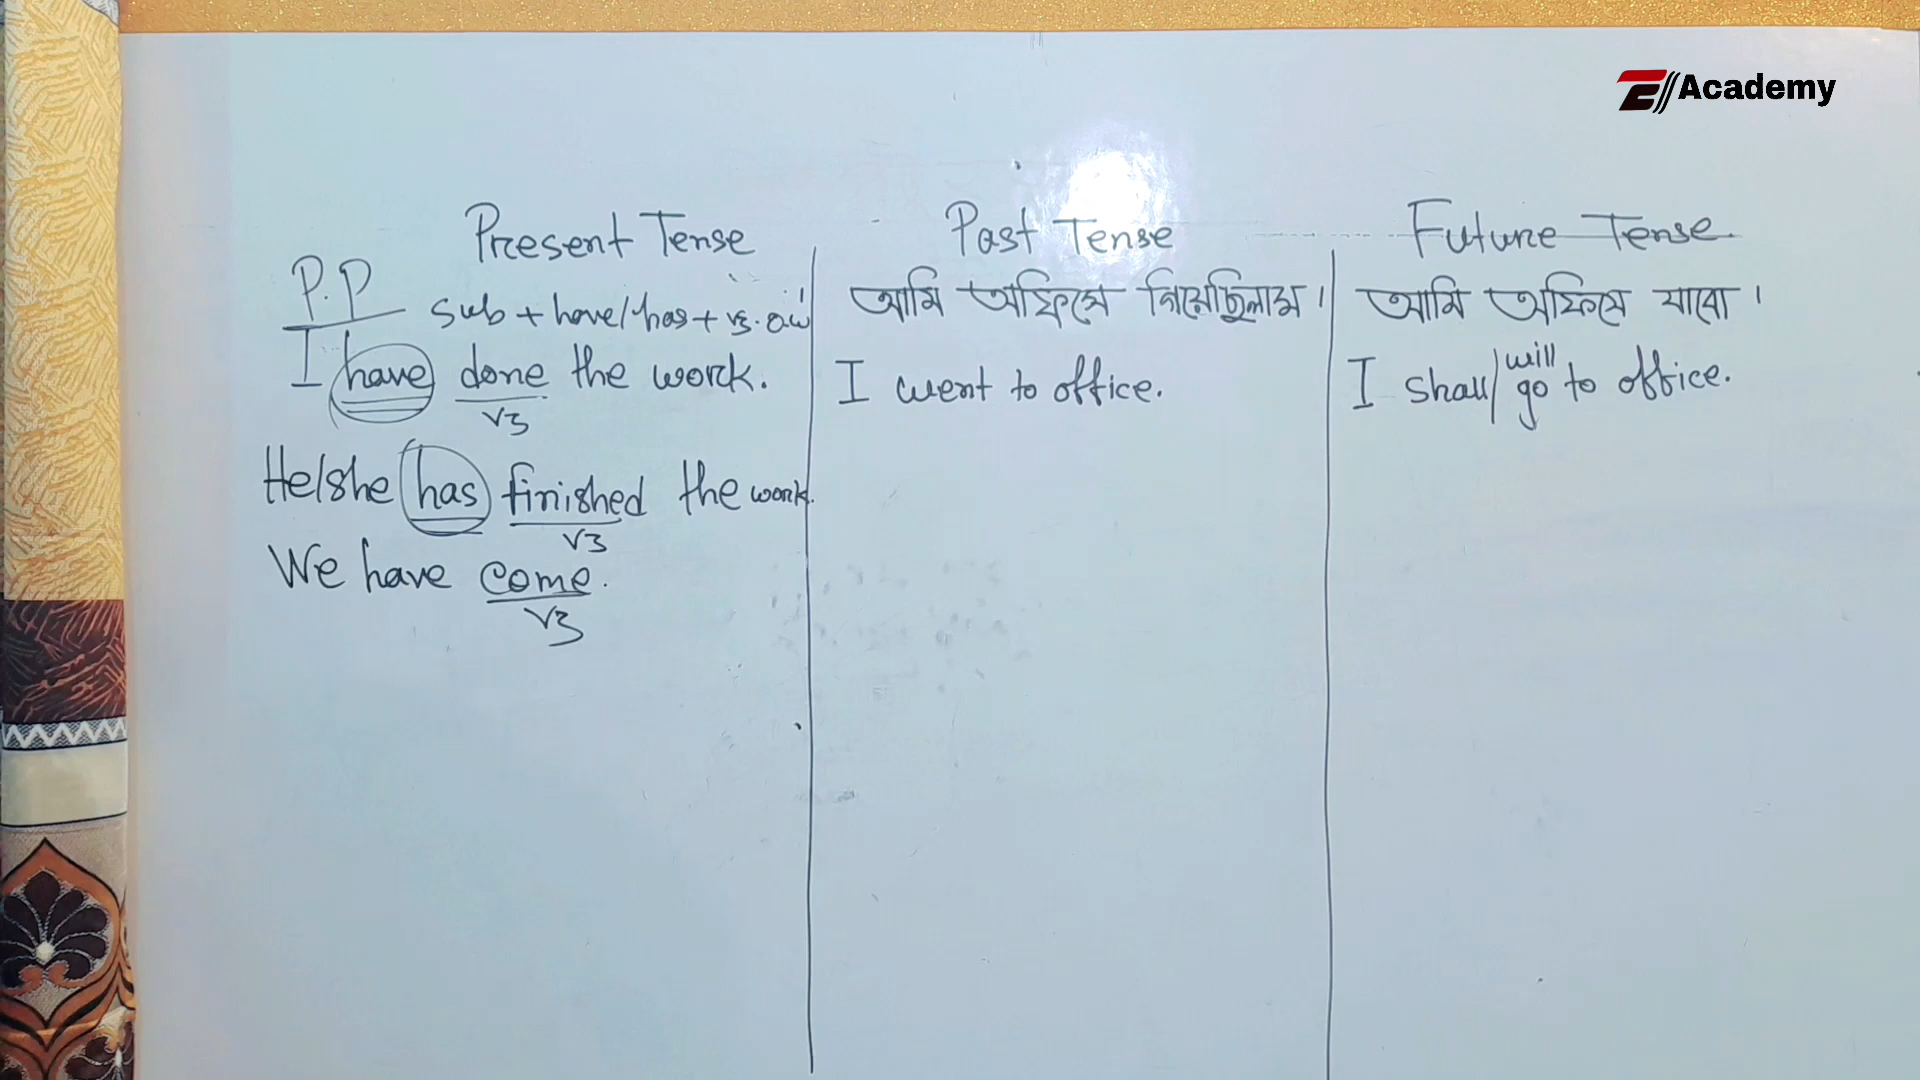 Academy
Present Tense
P.P
Sub + have/has + v3. o.w
I have done the work.
v3
He/she has finished the work.
v3
We have come.
v3
Past Tense
আমি অফিসে গিয়েছিলাম।
I went to office.
Future Tense
আমি অফিসে যাবো।
I shall/will go to office.